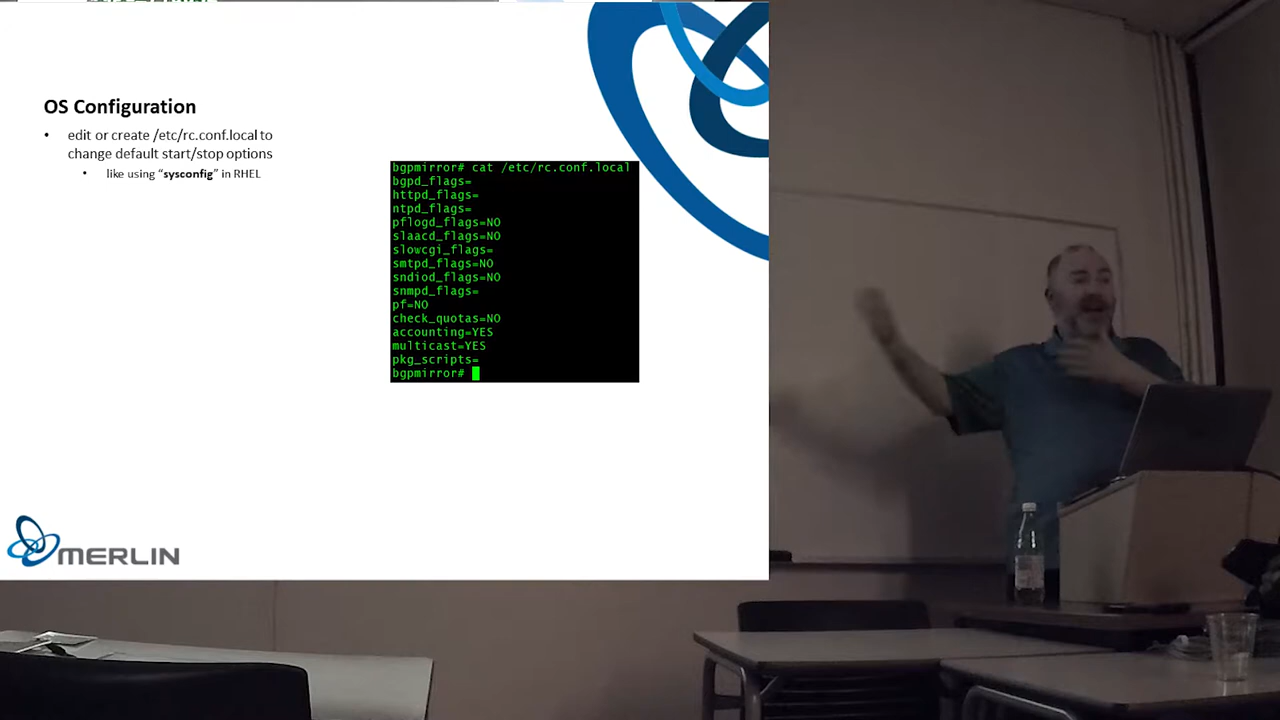 OS Configuration
• edit or create /etc/rc.conf.local to
change default start/stop options
• like using “sysconfig” in RHEL
bgpmirror# cat /etc/rc.conf.local
bgpd_flags=
httpd_flags=
ntpd_flags=
pflogd_flags=NO
slaacd_flags=NO
slowcgi_flags=
smtpd_flags=NO
sndiod_flags=NO
snmpd_flags=
pf=NO
check_quotas=NO
accounting=YES
multicast=YES
pkg_scripts=
bgpmirror#
MERLIN